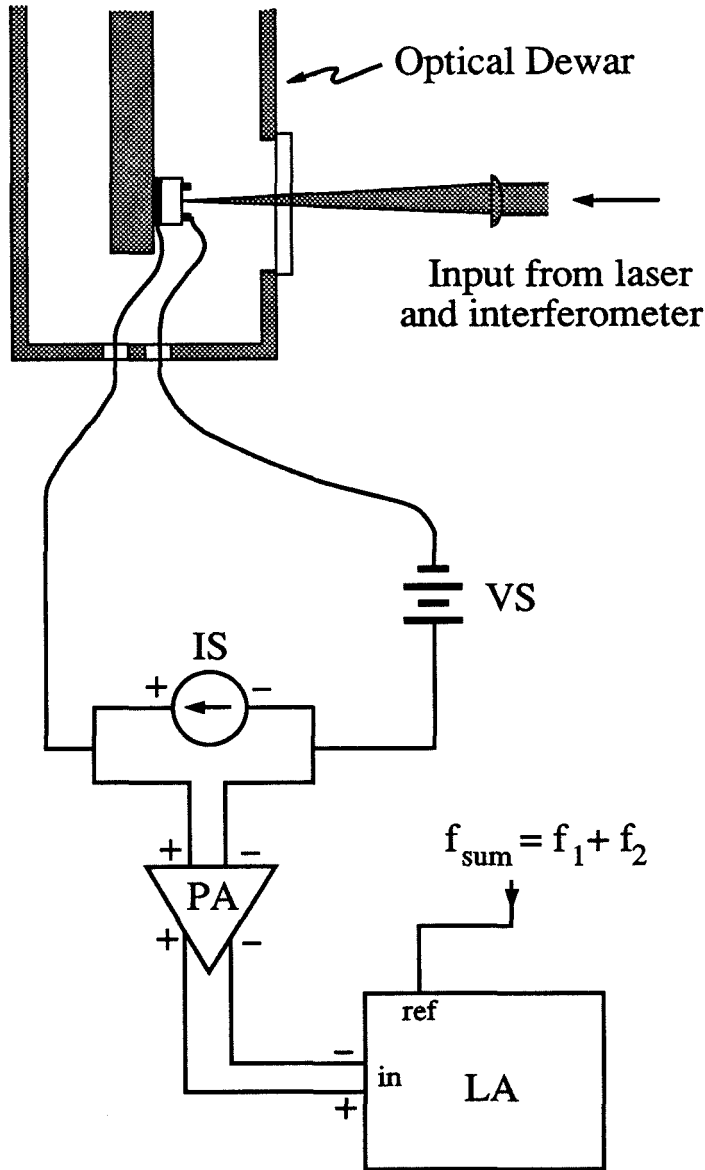 Optical Dewar
Input from laser
and interferometer
VS
IS
+ −
f_sum = f_1 + f_2
+ −
PA
+ −
ref
−
in
LA
+